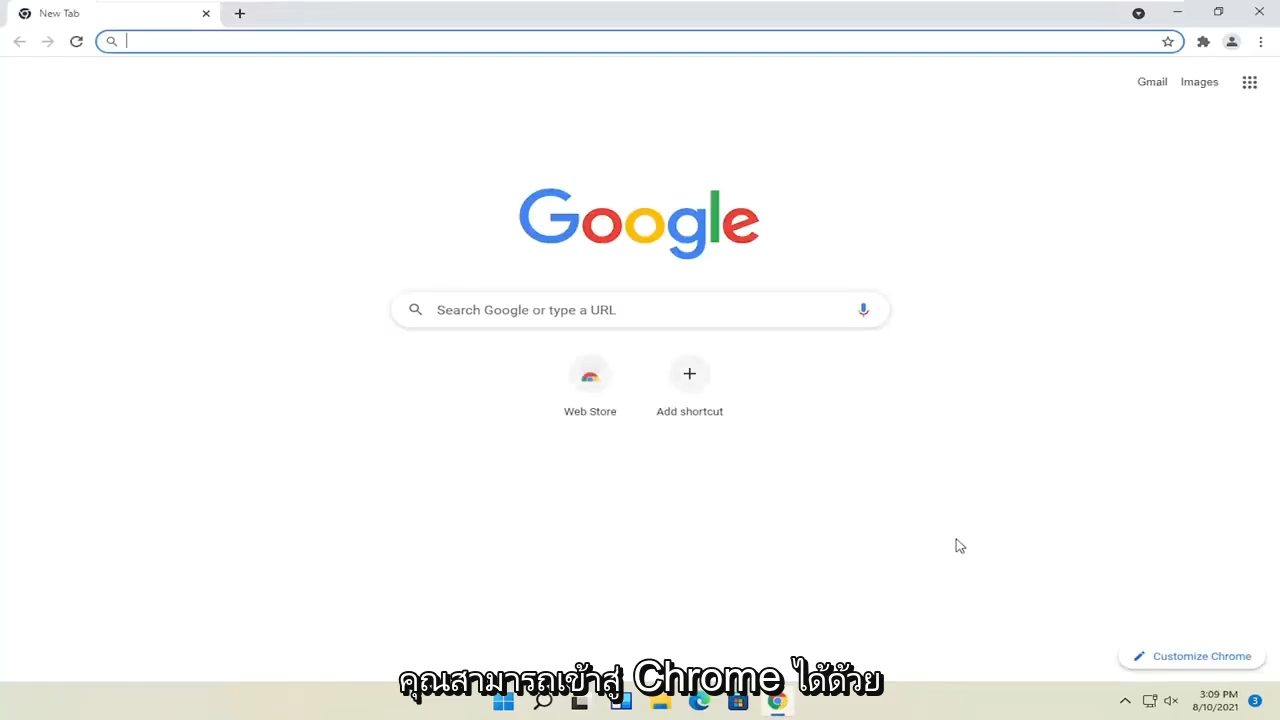 New Tab
Gmail Images
Google
Search Google or type a URL
Web Store
Add shortcut
Customize Chrome
คุณสามารถเข้าสู่ Chrome ได้ด้วย
3:09 PM
8/10/2021
3